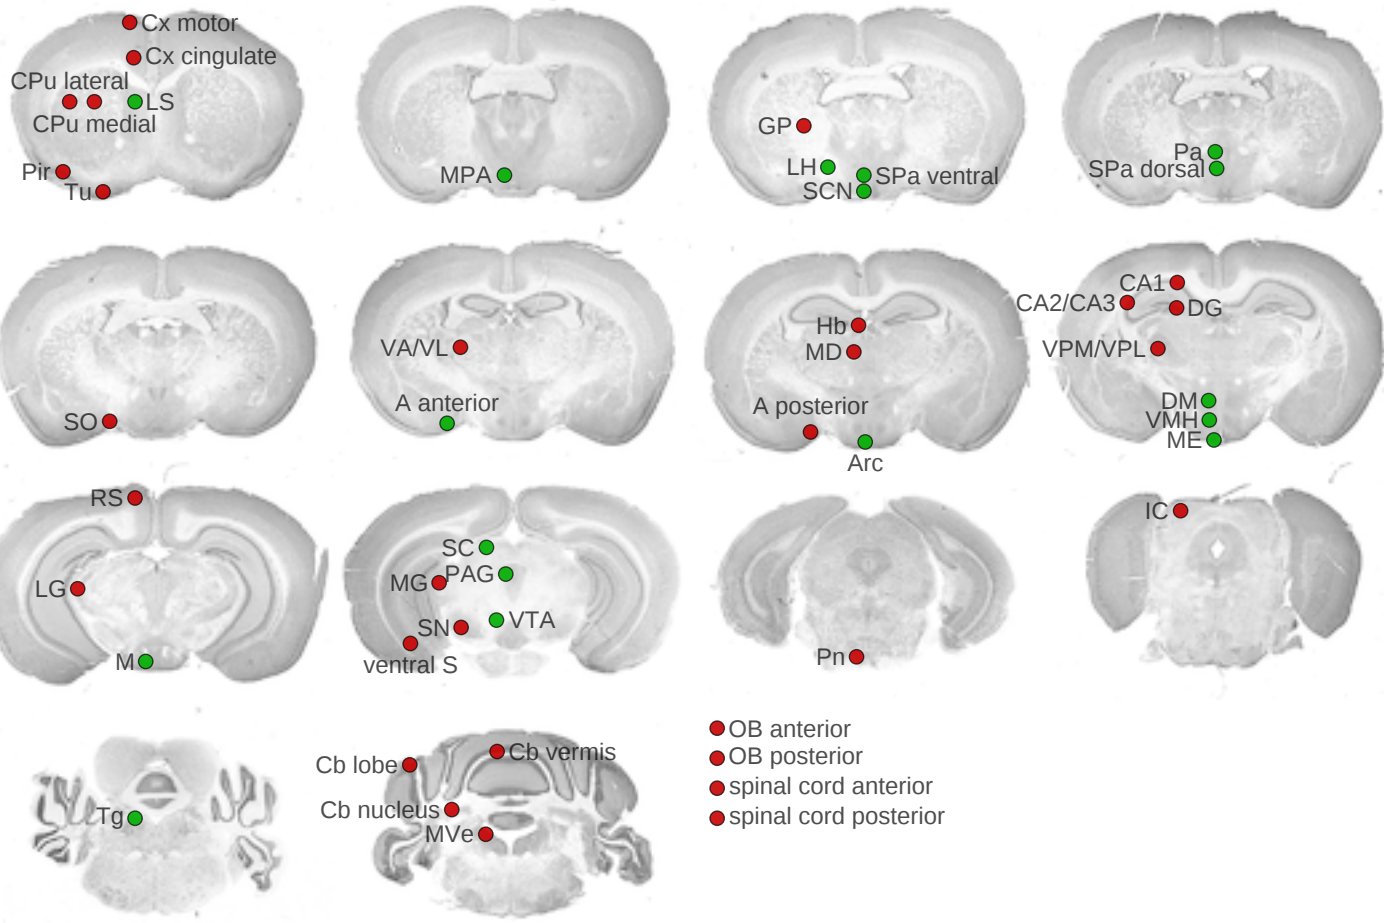 Cx motor
Cx cingulate
CPu lateral
LS
CPu medial
Pir
Tu
MPA
GP
LH
SPa ventral
SCN
Pa
SPa dorsal
SO
VA/VL
A anterior
Hb
MD
A posterior
Arc
CA1
CA2/CA3
DG
VPM/VPL
DM
VMH
ME
RS
LG
M
SC
MG
PAG
SN
VTA
ventral S
Pn
IC
Tg
Cb lobe
Cb vermis
Cb nucleus
MVe
OB anterior
OB posterior
spinal cord anterior
spinal cord posterior